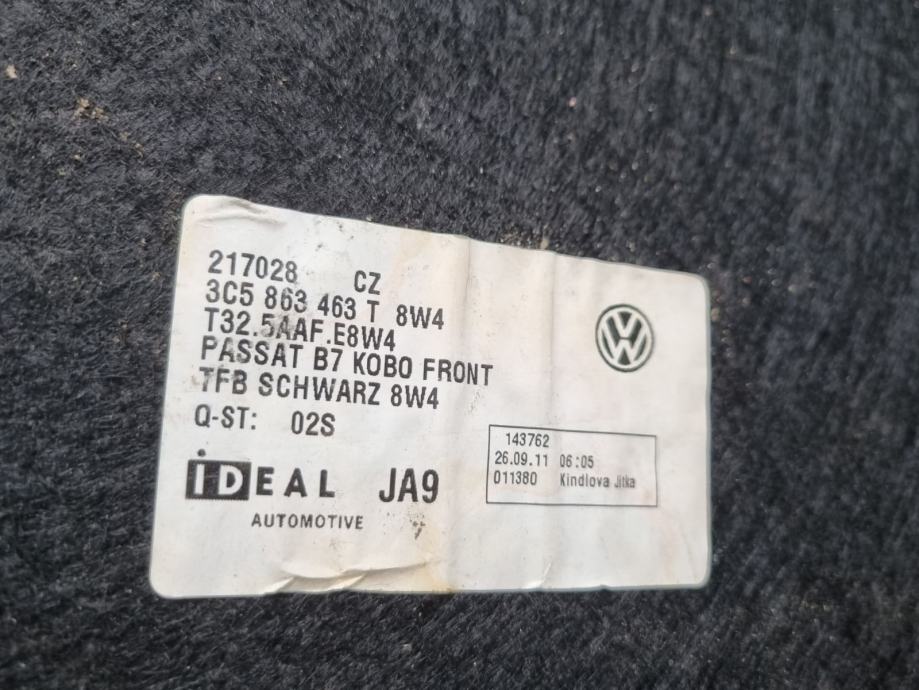 217028 CZ
3C5 863 463 T 8W4
T32.5AAF.E8W4
PASSAT B7 KOBO FRONT
TFB SCHWARZ 8W4
Q-ST: 02S
VW
iDEAL JA9
AUTOMOTIVE
143762
26.09.11 06:05
011380 Kindlova Jitka